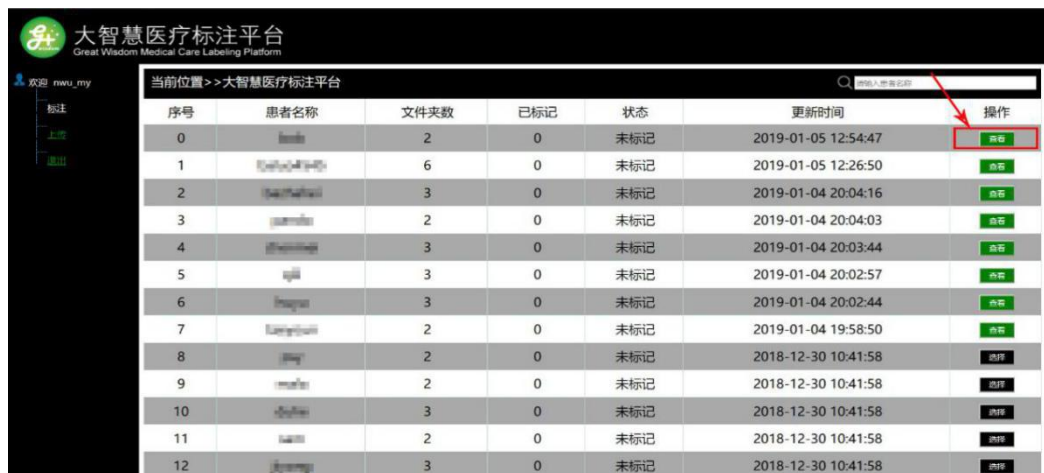 大智慧医疗标注平台
Great Wisdom Medical Care Labeling Platform
欢迎 nwu_my
标注
上传
退出
当前位置>>大智慧医疗标注平台
请输入患者名称
序号 患者名称 文件夹数 已标记 状态 更新时间 操作
0 2 0 未标记 2019-01-05 12:54:47 查看
1 6 0 未标记 2019-01-05 12:26:50 查看
2 3 0 未标记 2019-01-04 20:04:16 查看
3 2 0 未标记 2019-01-04 20:04:03 查看
4 3 0 未标记 2019-01-04 20:03:44 查看
5 3 0 未标记 2019-01-04 20:02:57 查看
6 3 0 未标记 2019-01-04 20:02:44 查看
7 2 0 未标记 2019-01-04 19:58:50 查看
8 2 0 未标记 2018-12-30 10:41:58 选择
9 2 0 未标记 2018-12-30 10:41:58 选择
10 3 0 未标记 2018-12-30 10:41:58 选择
11 2 0 未标记 2018-12-30 10:41:58 选择
12 3 0 未标记 2018-12-30 10:41:58 选择